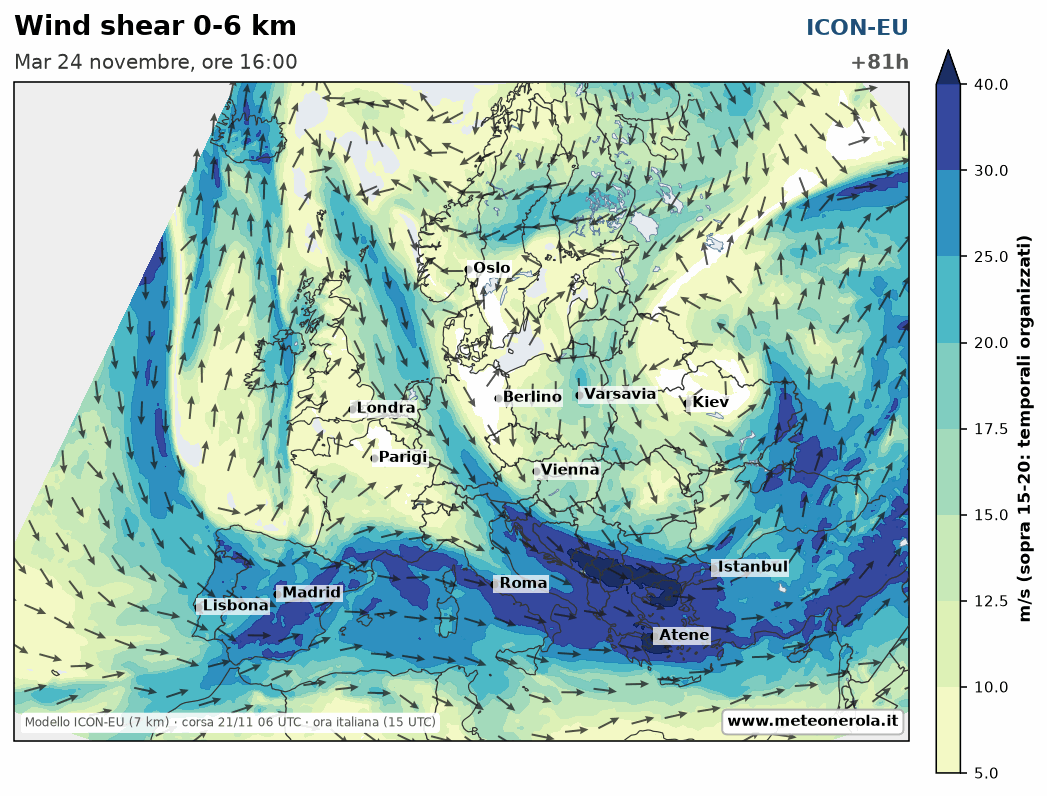 Wind shear 0-6 km
ICON-EU
Mar 24 novembre, ore 16:00
+81h
40.0
30.0
25.0
20.0
17.5
15.0
12.5
10.0
5.0
m/s (sopra 15-20: temporali organizzati)
Oslo
Berlino
Varsavia
Kiev
Londra
Parigi
Vienna
Istanbul
Roma
Madrid
Lisbona
Atene
Modello ICON-EU (7 km) · corsa 21/11 06 UTC · ora italiana (15 UTC)
www.meteonerola.it